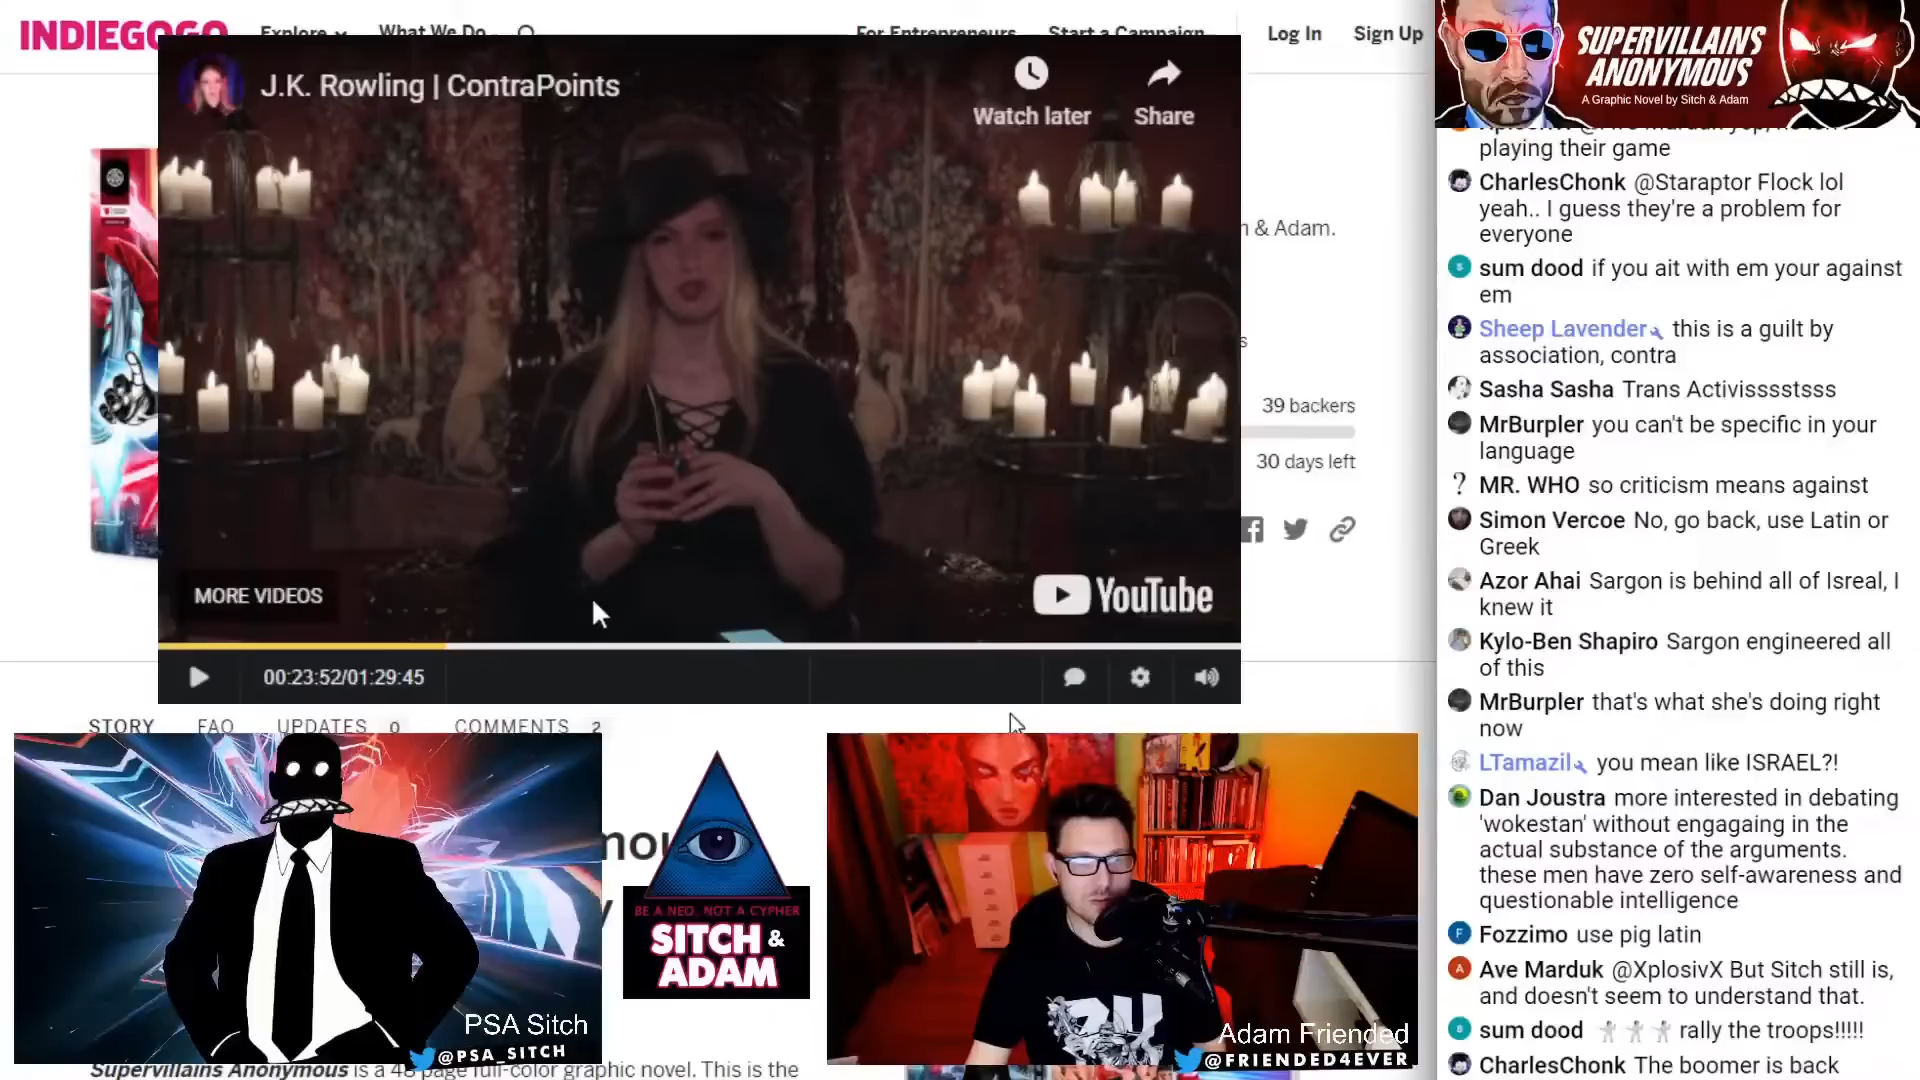 INDIEGOGO
Explore
What We Do
For Entrepreneurs
Start a Campaign
Log In
Sign Up
J.K. Rowling | ContraPoints
Watch later
Share
n & Adam.
s
39 backers
30 days left
MORE VIDEOS
YouTube
00:23:52/01:29:45
STORY
FAQ
UPDATES 0
COMMENTS 2
PSA Sitch
@PSA_SITCH
BE A NEO, NOT A CYPHER
SITCH &
ADAM
Adam Friended
@FRIENDED4EVER
Supervillains Anonymous is a 48 page full-color graphic novel. This is the
SUPERVILLAINS
ANONYMOUS
A Graphic Novel by Sitch & Adam
playing their game
CharlesChonk @Staraptor Flock lol
yeah.. I guess they're a problem for
everyone
sum dood if you ait with em your against
em
Sheep Lavender this is a guilt by
association, contra
Sasha Sasha Trans Activisssstsss
MrBurpler you can't be specific in your
language
MR. WHO so criticism means against
Simon Vercoe No, go back, use Latin or
Greek
Azor Ahai Sargon is behind all of Isreal, I
knew it
Kylo-Ben Shapiro Sargon engineered all
of this
MrBurpler that's what she's doing right
now
LTamazil you mean like ISRAEL?!
Dan Joustra more interested in debating
'wokestan' without engagaing in the
actual substance of the arguments.
these men have zero self-awareness and
questionable intelligence
Fozzimo use pig latin
Ave Marduk @XplosivX But Sitch still is,
and doesn't seem to understand that.
sum dood rally the troops!!!!!
CharlesChonk The boomer is back